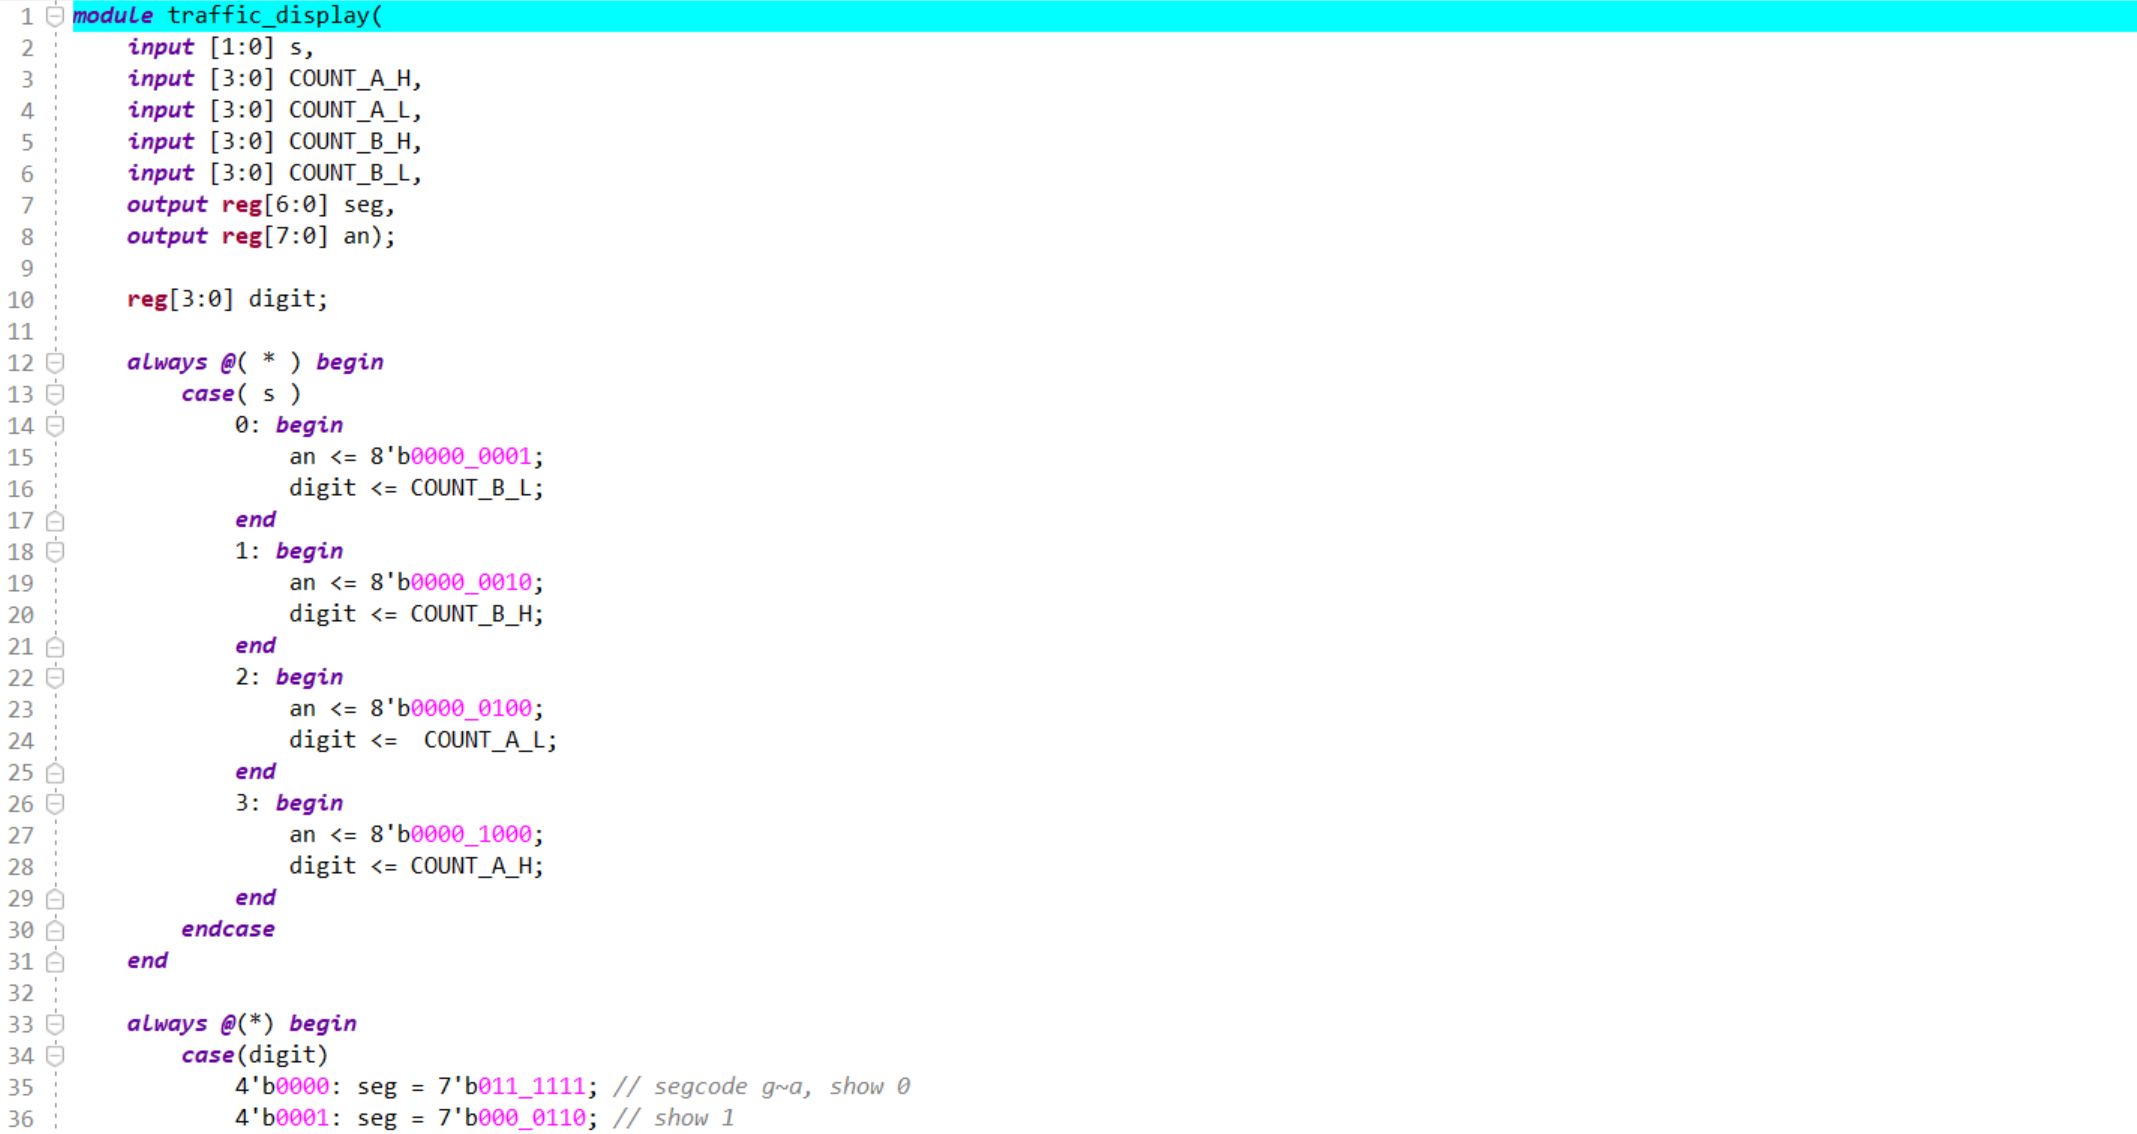 1 module traffic_display(
2     input [1:0] s,
3     input [3:0] COUNT_A_H,
4     input [3:0] COUNT_A_L,
5     input [3:0] COUNT_B_H,
6     input [3:0] COUNT_B_L,
7     output reg[6:0] seg,
8     output reg[7:0] an);
9
10     reg[3:0] digit;
11
12     always @( * ) begin
13         case( s )
14             0: begin
15                 an <= 8'b0000_0001;
16                 digit <= COUNT_B_L;
17             end
18             1: begin
19                 an <= 8'b0000_0010;
20                 digit <= COUNT_B_H;
21             end
22             2: begin
23                 an <= 8'b0000_0100;
24                 digit <=  COUNT_A_L;
25             end
26             3: begin
27                 an <= 8'b0000_1000;
28                 digit <= COUNT_A_H;
29             end
30         endcase
31     end
32
33     always @(*) begin
34         case(digit)
35             4'b0000: seg = 7'b011_1111; // segcode g~a, show 0
36             4'b0001: seg = 7'b000_0110; // show 1